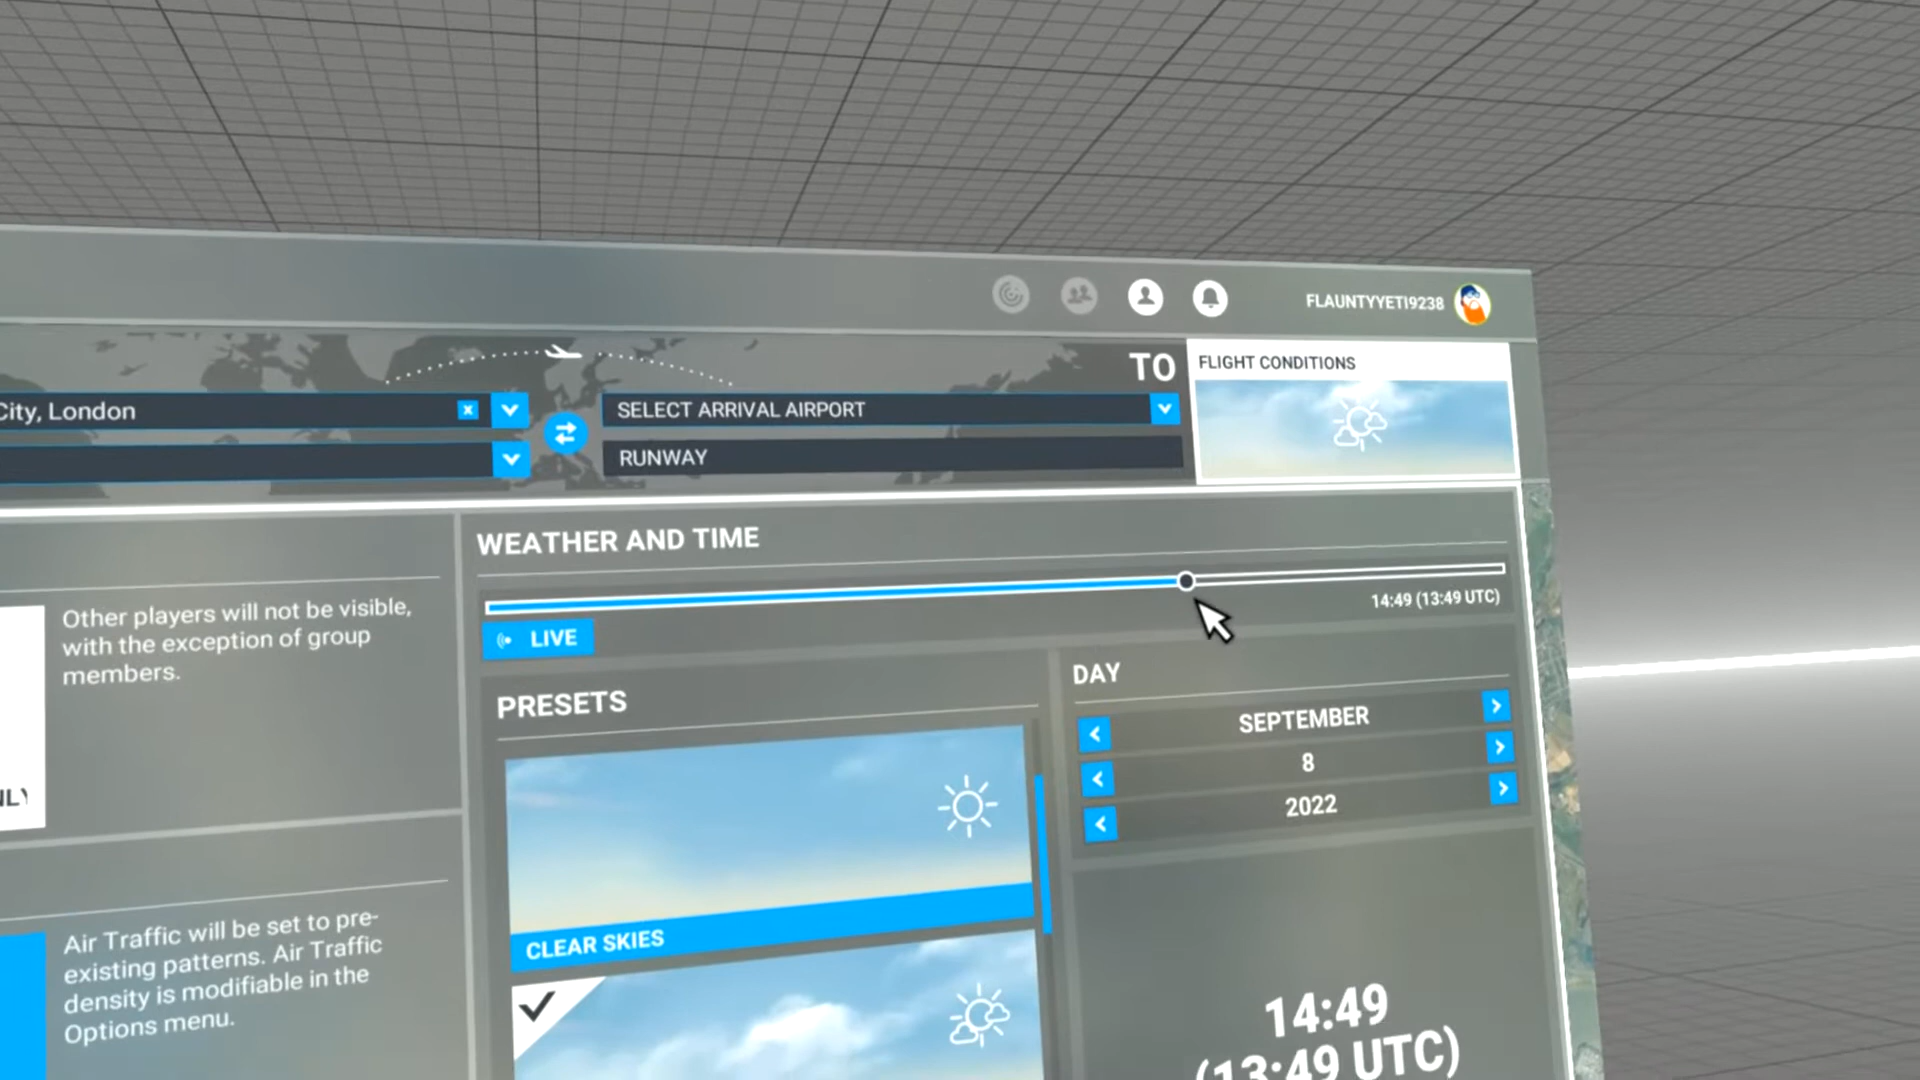 FLAUNTYYETI9238
TO
City, London
SELECT ARRIVAL AIRPORT
RUNWAY
FLIGHT CONDITIONS
WEATHER AND TIME
14:49 (13:49 UTC)
LIVE
Other players will not be visible,
with the exception of group
members.
PRESETS
CLEAR SKIES
DAY
SEPTEMBER
8
2022
Air Traffic will be set to pre-
existing patterns. Air Traffic
density is modifiable in the
Options menu.
14:49
(13:49 UTC)